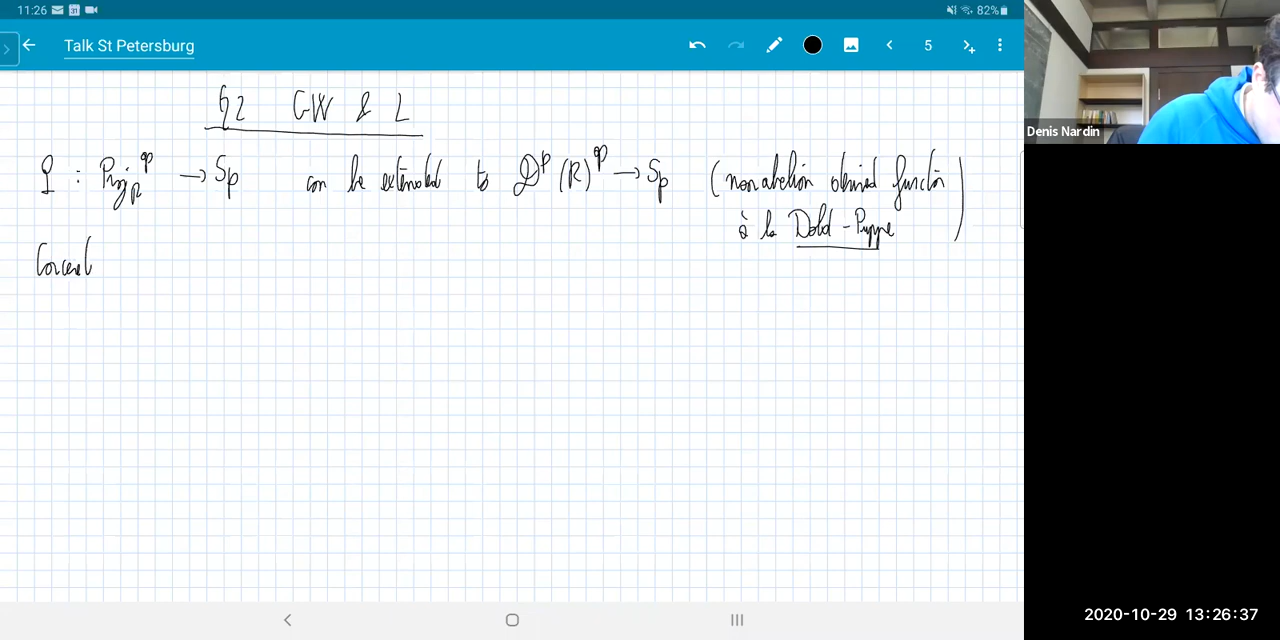 11:26
82%
Talk St Petersburg
5
§2 GW & L
Ϙ : Proj_R^op → Sp can be extended to 𝒟^p(R)^op → Sp (nonabelian derived functor
à la Dold-Puppe)
Denis Nardin
2020-10-29 13:26:37